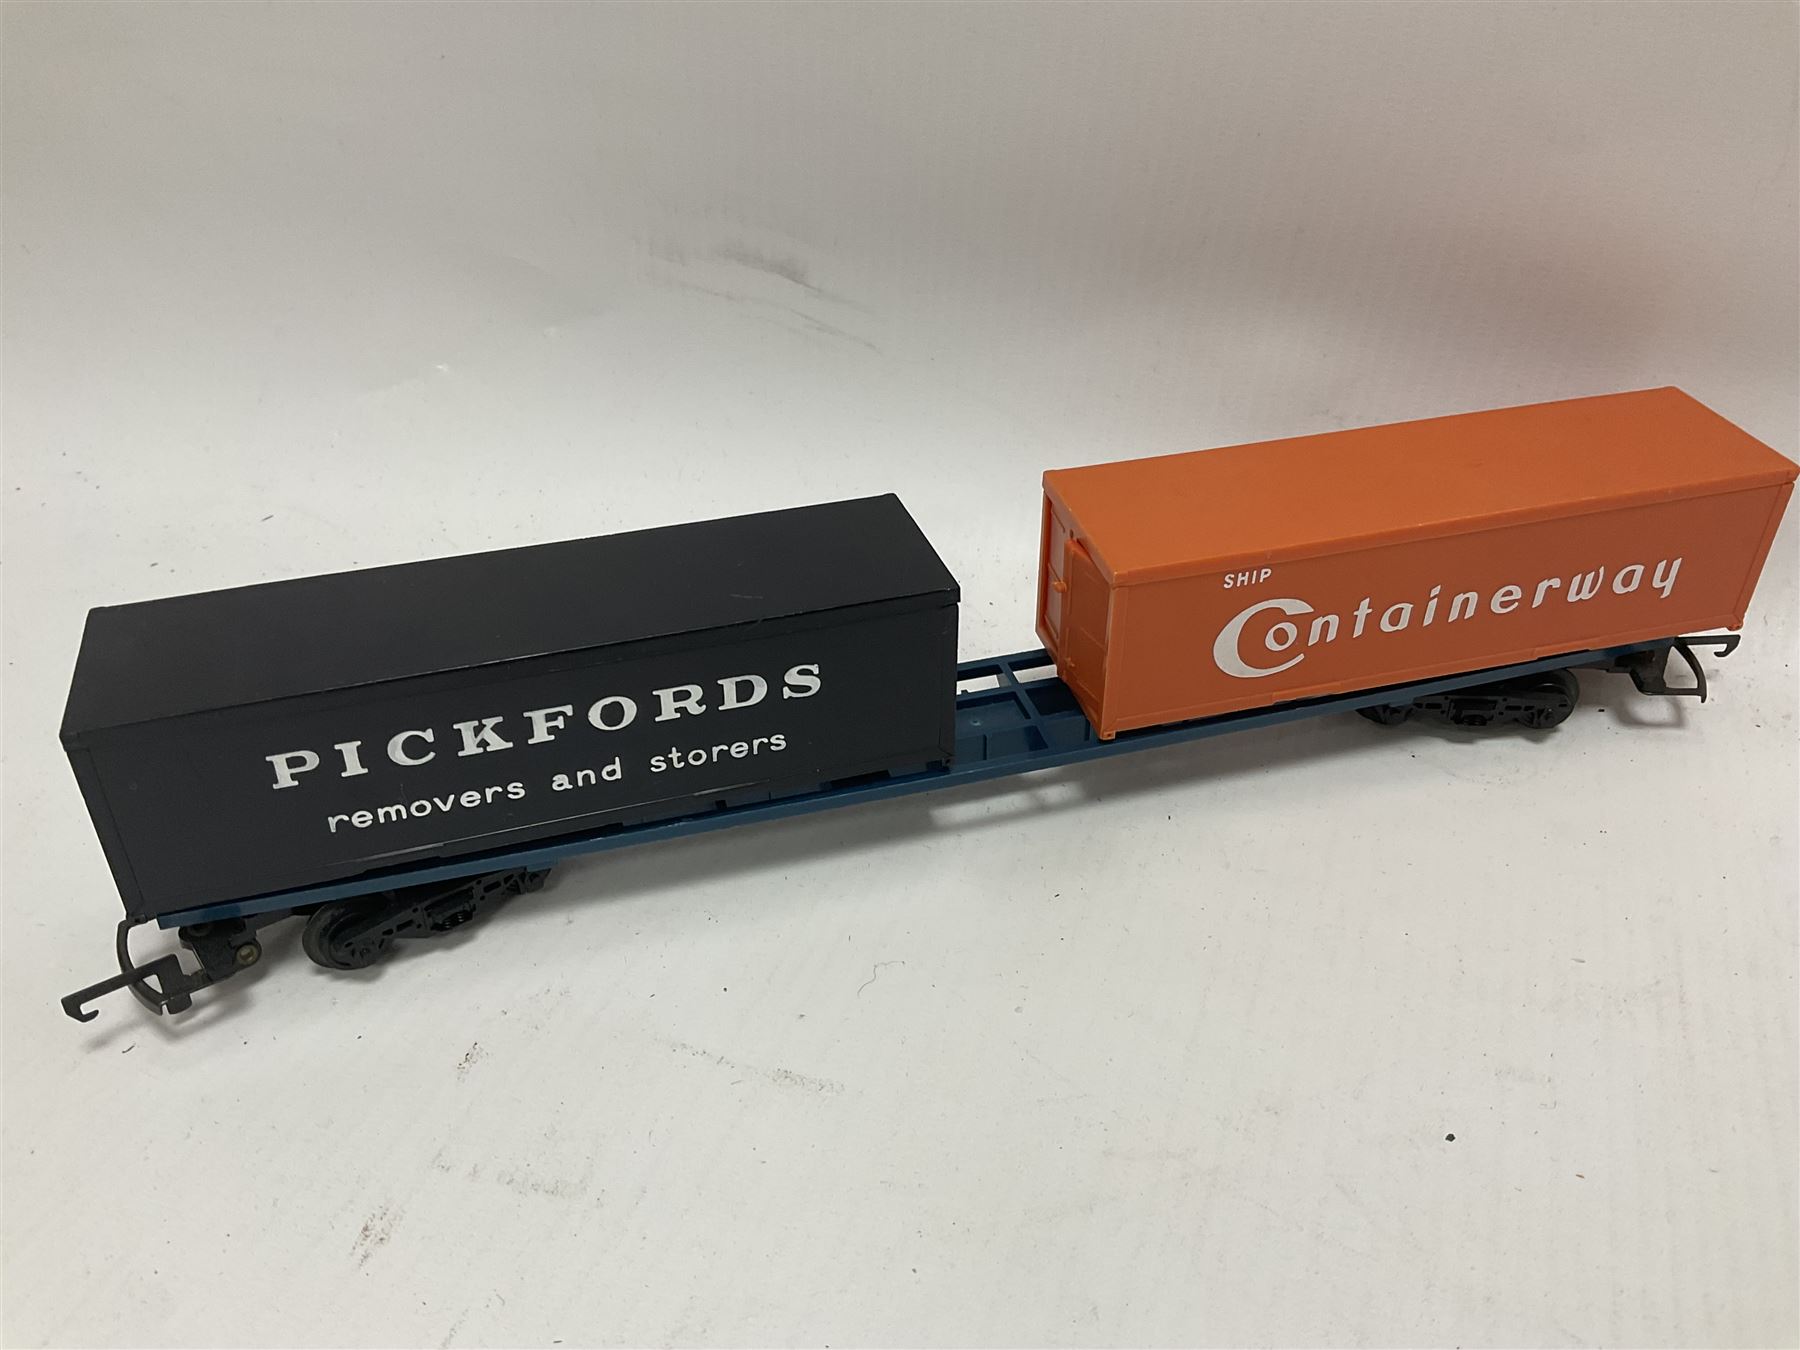 PICKFORDS
removers and storers
SHIP
Containerway